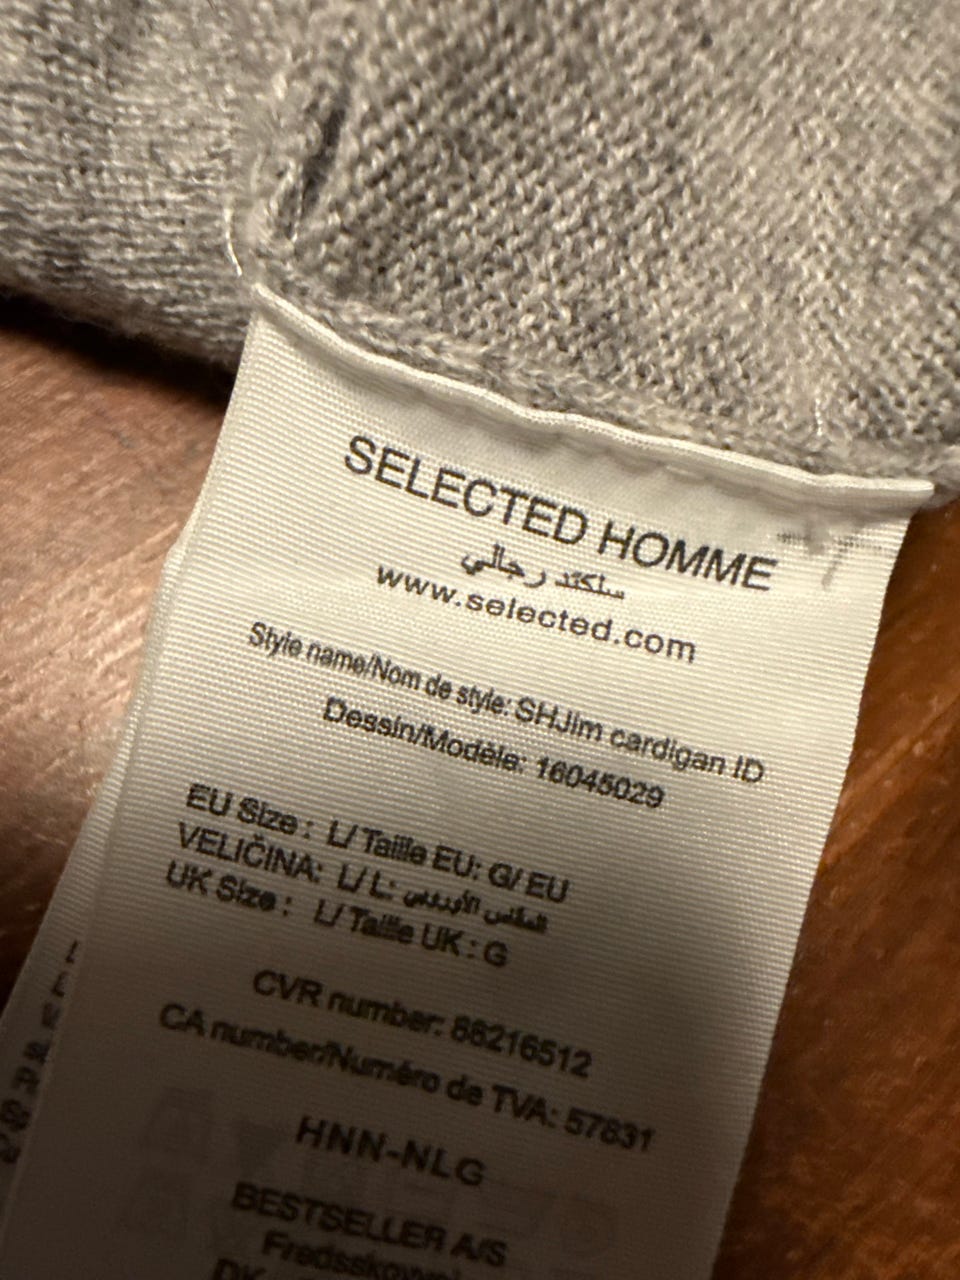 SELECTED HOMME
سلكتد رجالي
www.selected.com
Style name/Nom de style: SHJim cardigan ID
Dessin/Modèle: 16045029
EU Size : L/ Taille EU: G/ EU
VELIČINA: L/ L: المقاس الأوروبي
UK Size : L/ Taille UK : G
CVR number: 88216512
CA number/Numéro de TVA: 57831
HNN-NLG
BESTSELLER A/S
DK